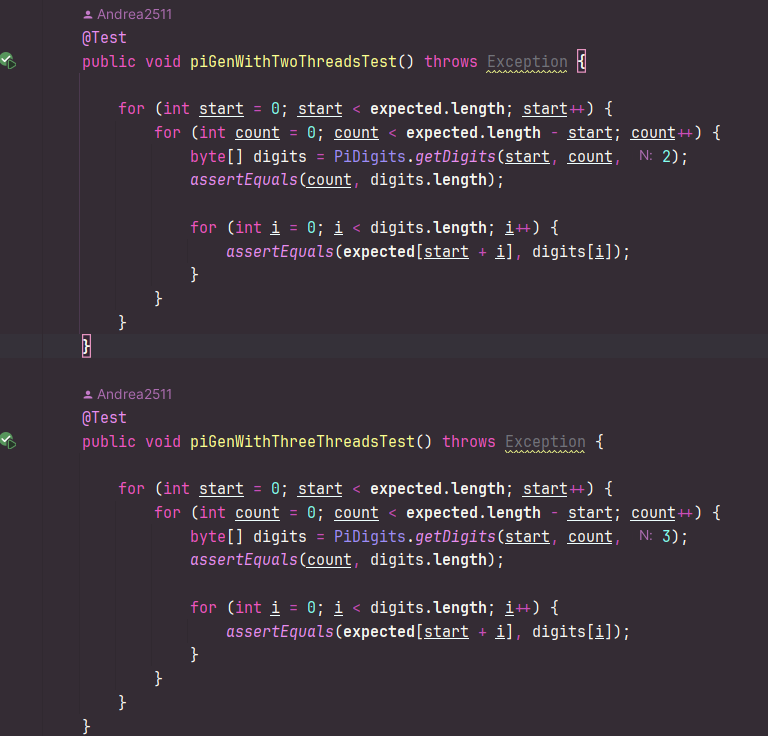 Andrea2511
@Test
public void piGenWithTwoThreadsTest() throws Exception {
for (int start = 0; start < expected.length; start++) {
for (int count = 0; count < expected.length - start; count++) {
byte[] digits = PiDigits.getDigits(start, count, N: 2);
assertEquals(count, digits.length);
for (int i = 0; i < digits.length; i++) {
assertEquals(expected[start + i], digits[i]);
}
}
}
}
Andrea2511
@Test
public void piGenWithThreeThreadsTest() throws Exception {
for (int start = 0; start < expected.length; start++) {
for (int count = 0; count < expected.length - start; count++) {
byte[] digits = PiDigits.getDigits(start, count, N: 3);
assertEquals(count, digits.length);
for (int i = 0; i < digits.length; i++) {
assertEquals(expected[start + i], digits[i]);
}
}
}
}